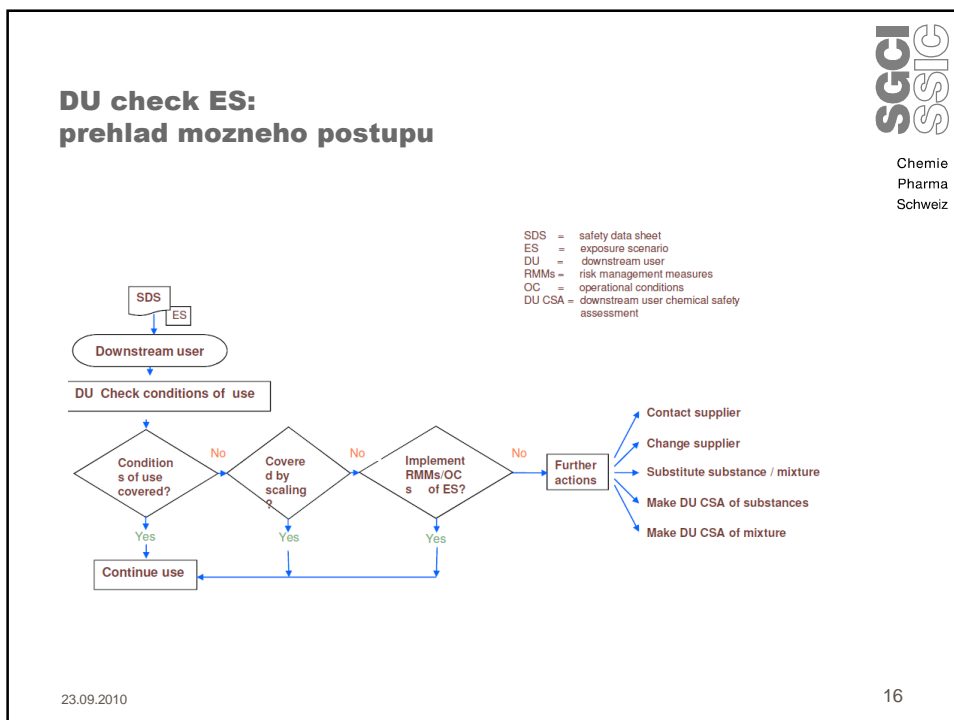 SGCI
SSIC
Chemie
Pharma
Schweiz
DU check ES:
prehlad mozneho postupu
SDS = safety data sheet
ES = exposure scenario
DU = downstream user
RMMs = risk management measures
OC = operational conditions
DU CSA = downstream user chemical safety
assessment
SDS
ES
Downstream user
DU Check conditions of use
Condition
s of use
covered?
No
Covere
d by
scaling
?
No
Implement
RMMs/OC
s of ES?
No
Further
actions
Contact supplier
Change supplier
Substitute substance / mixture
Make DU CSA of substances
Make DU CSA of mixture
Yes
Yes
Yes
Continue use
23.09.2010
16